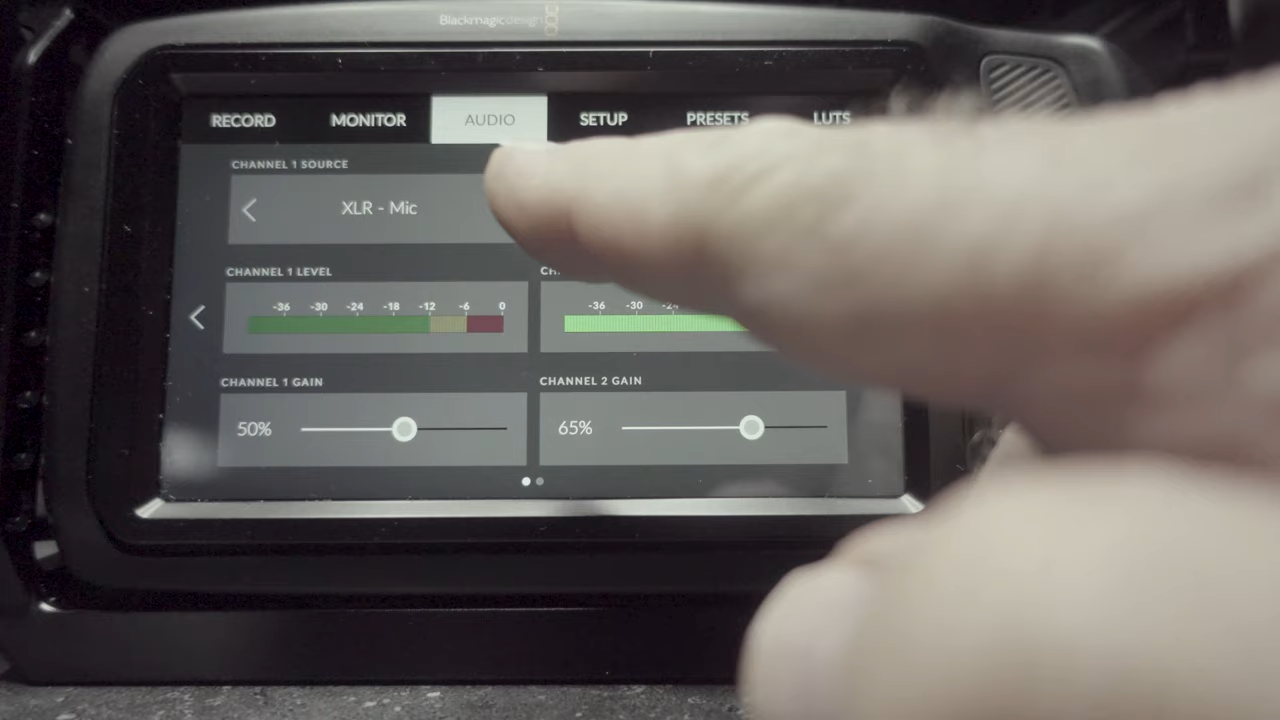 Blackmagicdesign
RECORD MONITOR AUDIO SETUP PRESETS LUTS
CHANNEL 1 SOURCE
XLR - Mic
CHANNEL 1 LEVEL
-36 -30 -24 -18 -12 -6 0 -36 -30 -24
CHANNEL 1 GAIN CHANNEL 2 GAIN
50% 65%